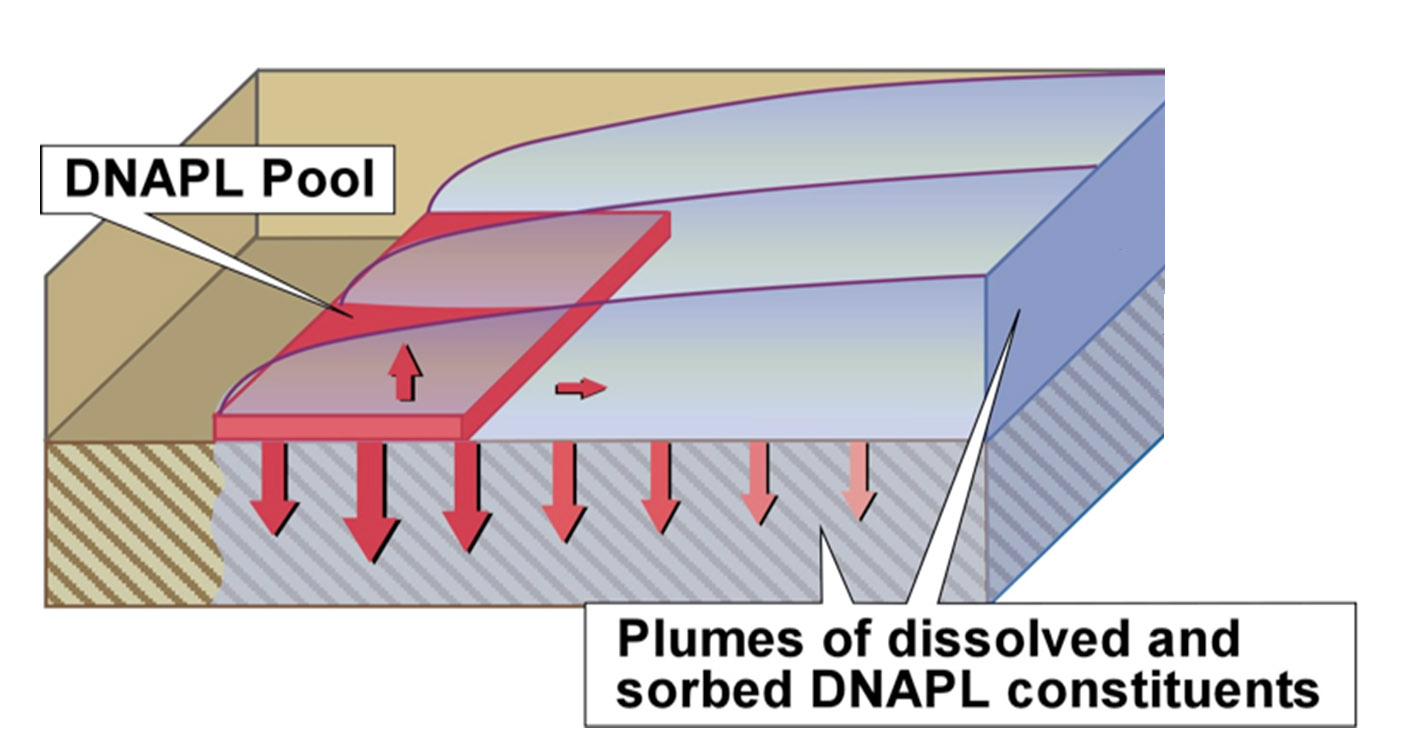 DNAPL Pool
Plumes of dissolved and
sorbed DNAPL constituents